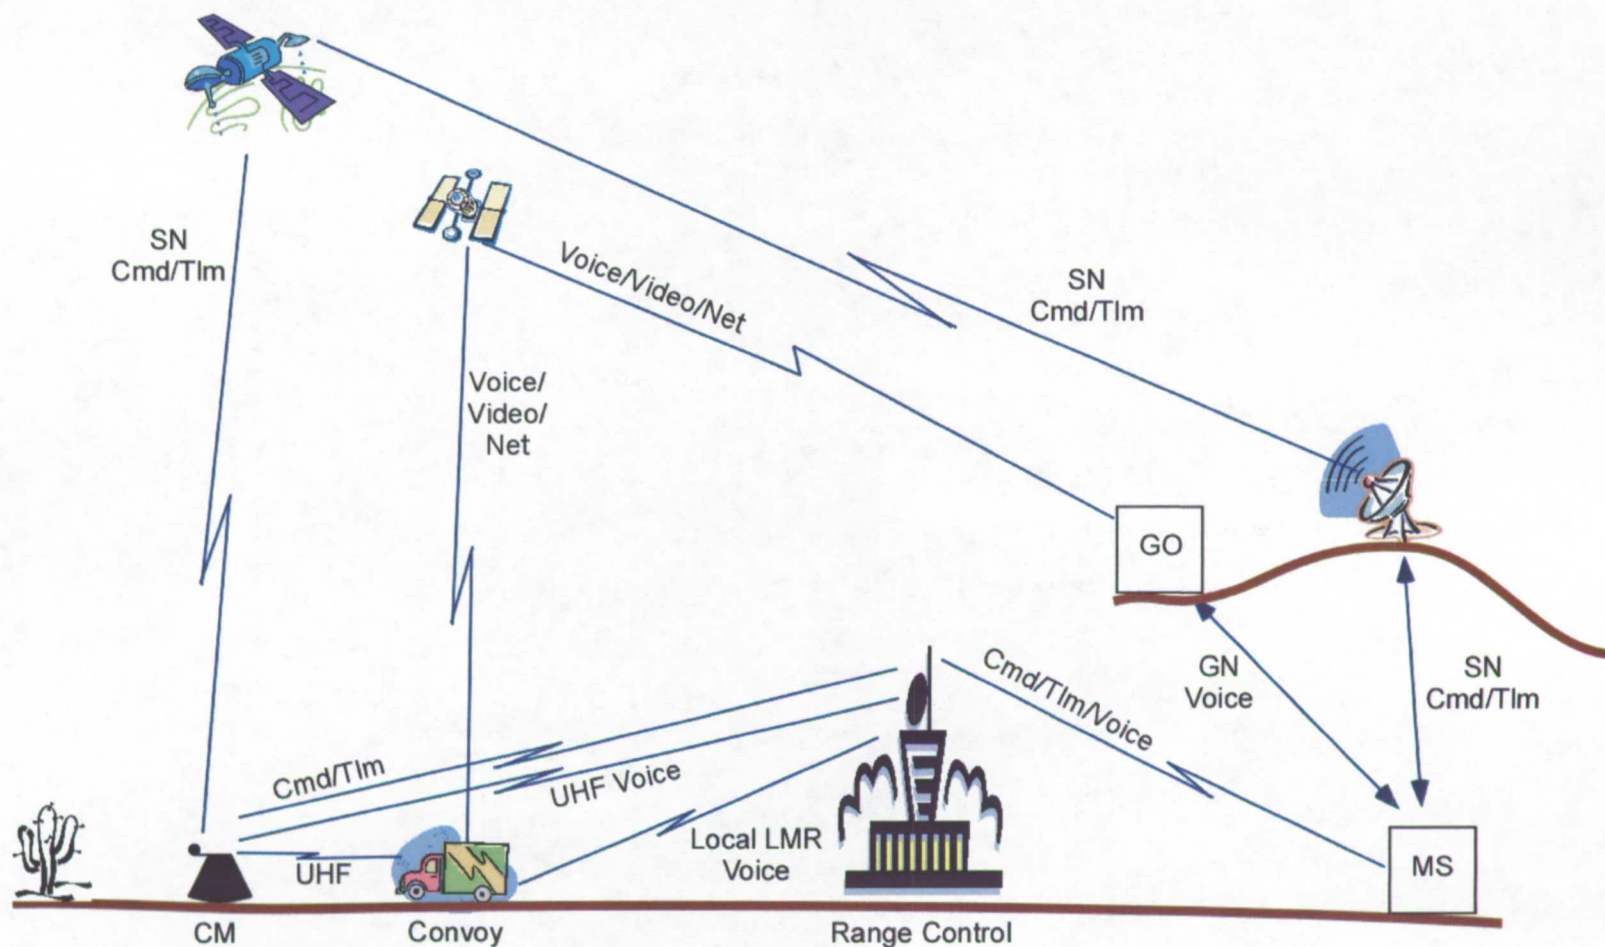 SN
Cmd/Tlm
Voice/Video/Net
SN
Cmd/Tlm
Voice/
Video/
Net
GO
GN
Voice
SN
Cmd/Tlm
Cmd/Tlm/Voice
Cmd/Tlm
UHF Voice
Local LMR
Voice
UHF
MS
CM
Convoy
Range Control